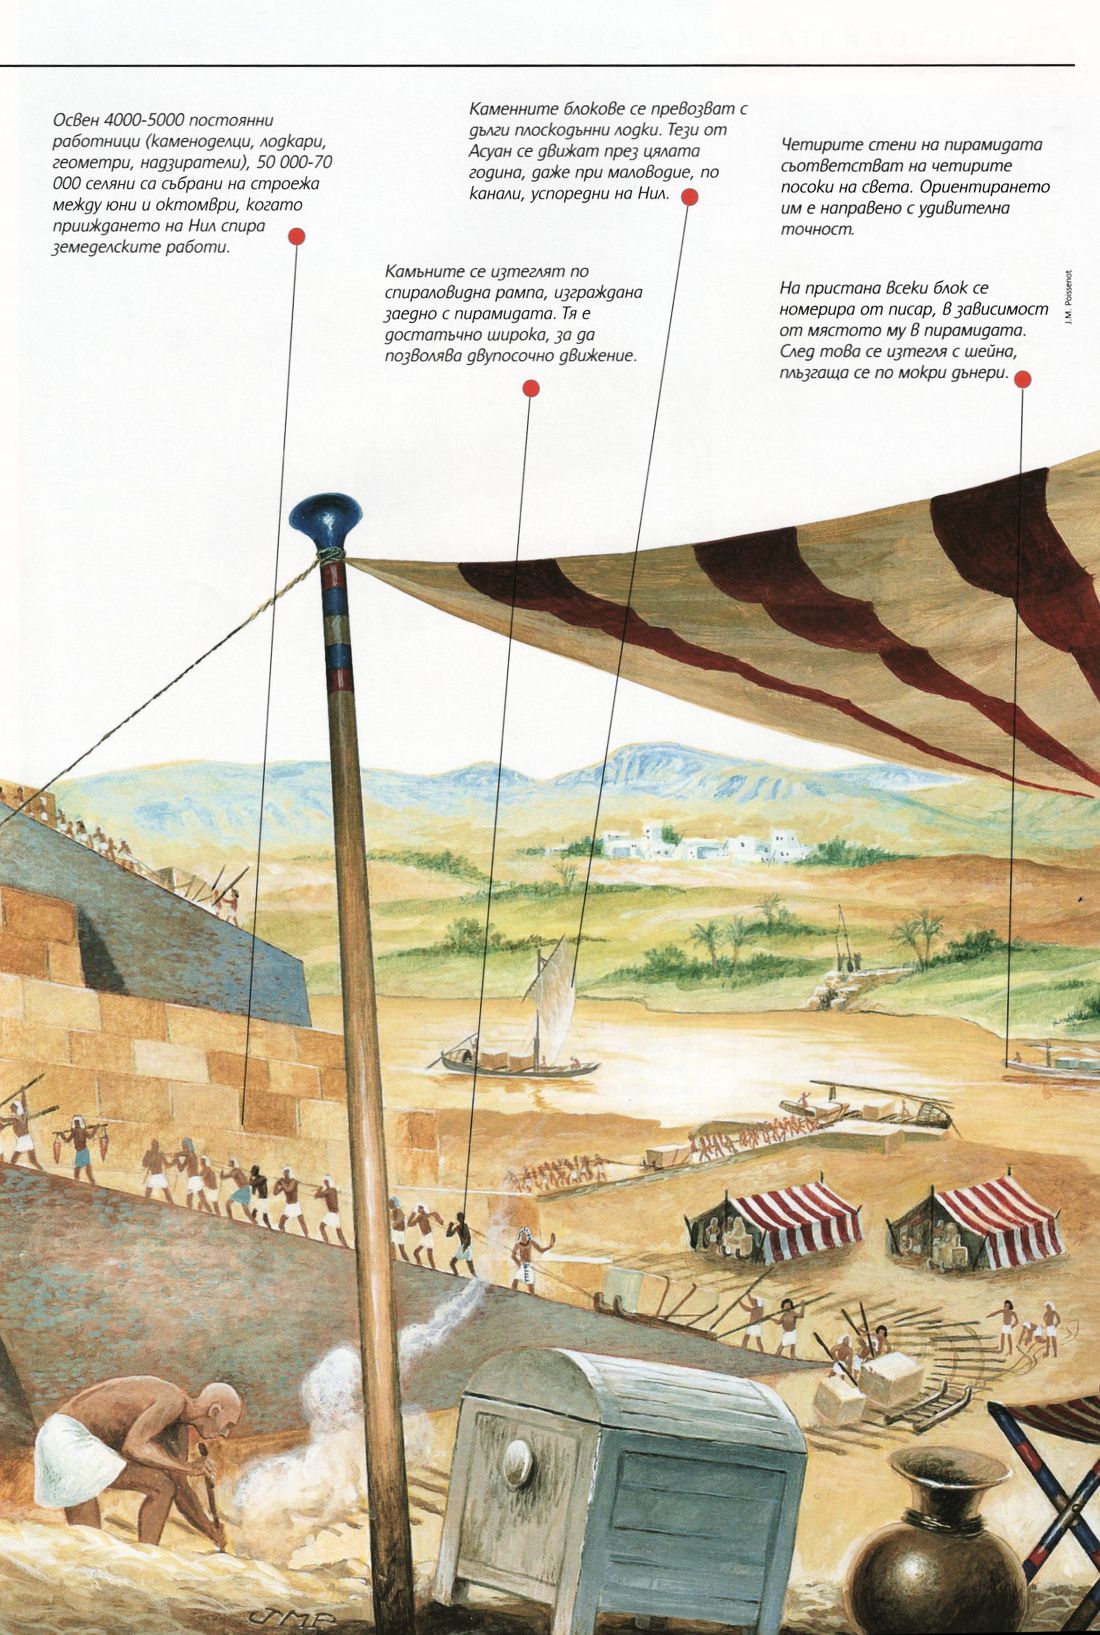 Освен 4000-5000 постоянни
работници (каменоделци, лодкари,
геометри, надзиратели), 50 000-70
000 селяни са събрани на строежа
между юни и октомври, когато
прииждането на Нил спира
земеделските работи.
Каменните блокове се превозват с
дълги плоскодънни лодки. Тези от
Асуан се движат през цялата
година, даже при маловодие, по
канали, успоредни на Нил.
Камъните се изтеглят по
спираловидна рампа, изграждана
заедно с пирамидата. Тя е
достатъчно широка, за да
позволява двупосочно движение.
Четирите стени на пирамидата
съответстват на четирите
посоки на света. Ориентирането
им е направено с удивителна
точност.
На пристана всеки блок се
номерира от писар, в зависимост
от мястото му в пирамидата.
След това се изтегля с шейна,
плъзгаща се по мокри дънери.
J.M. Poissenot
JMP